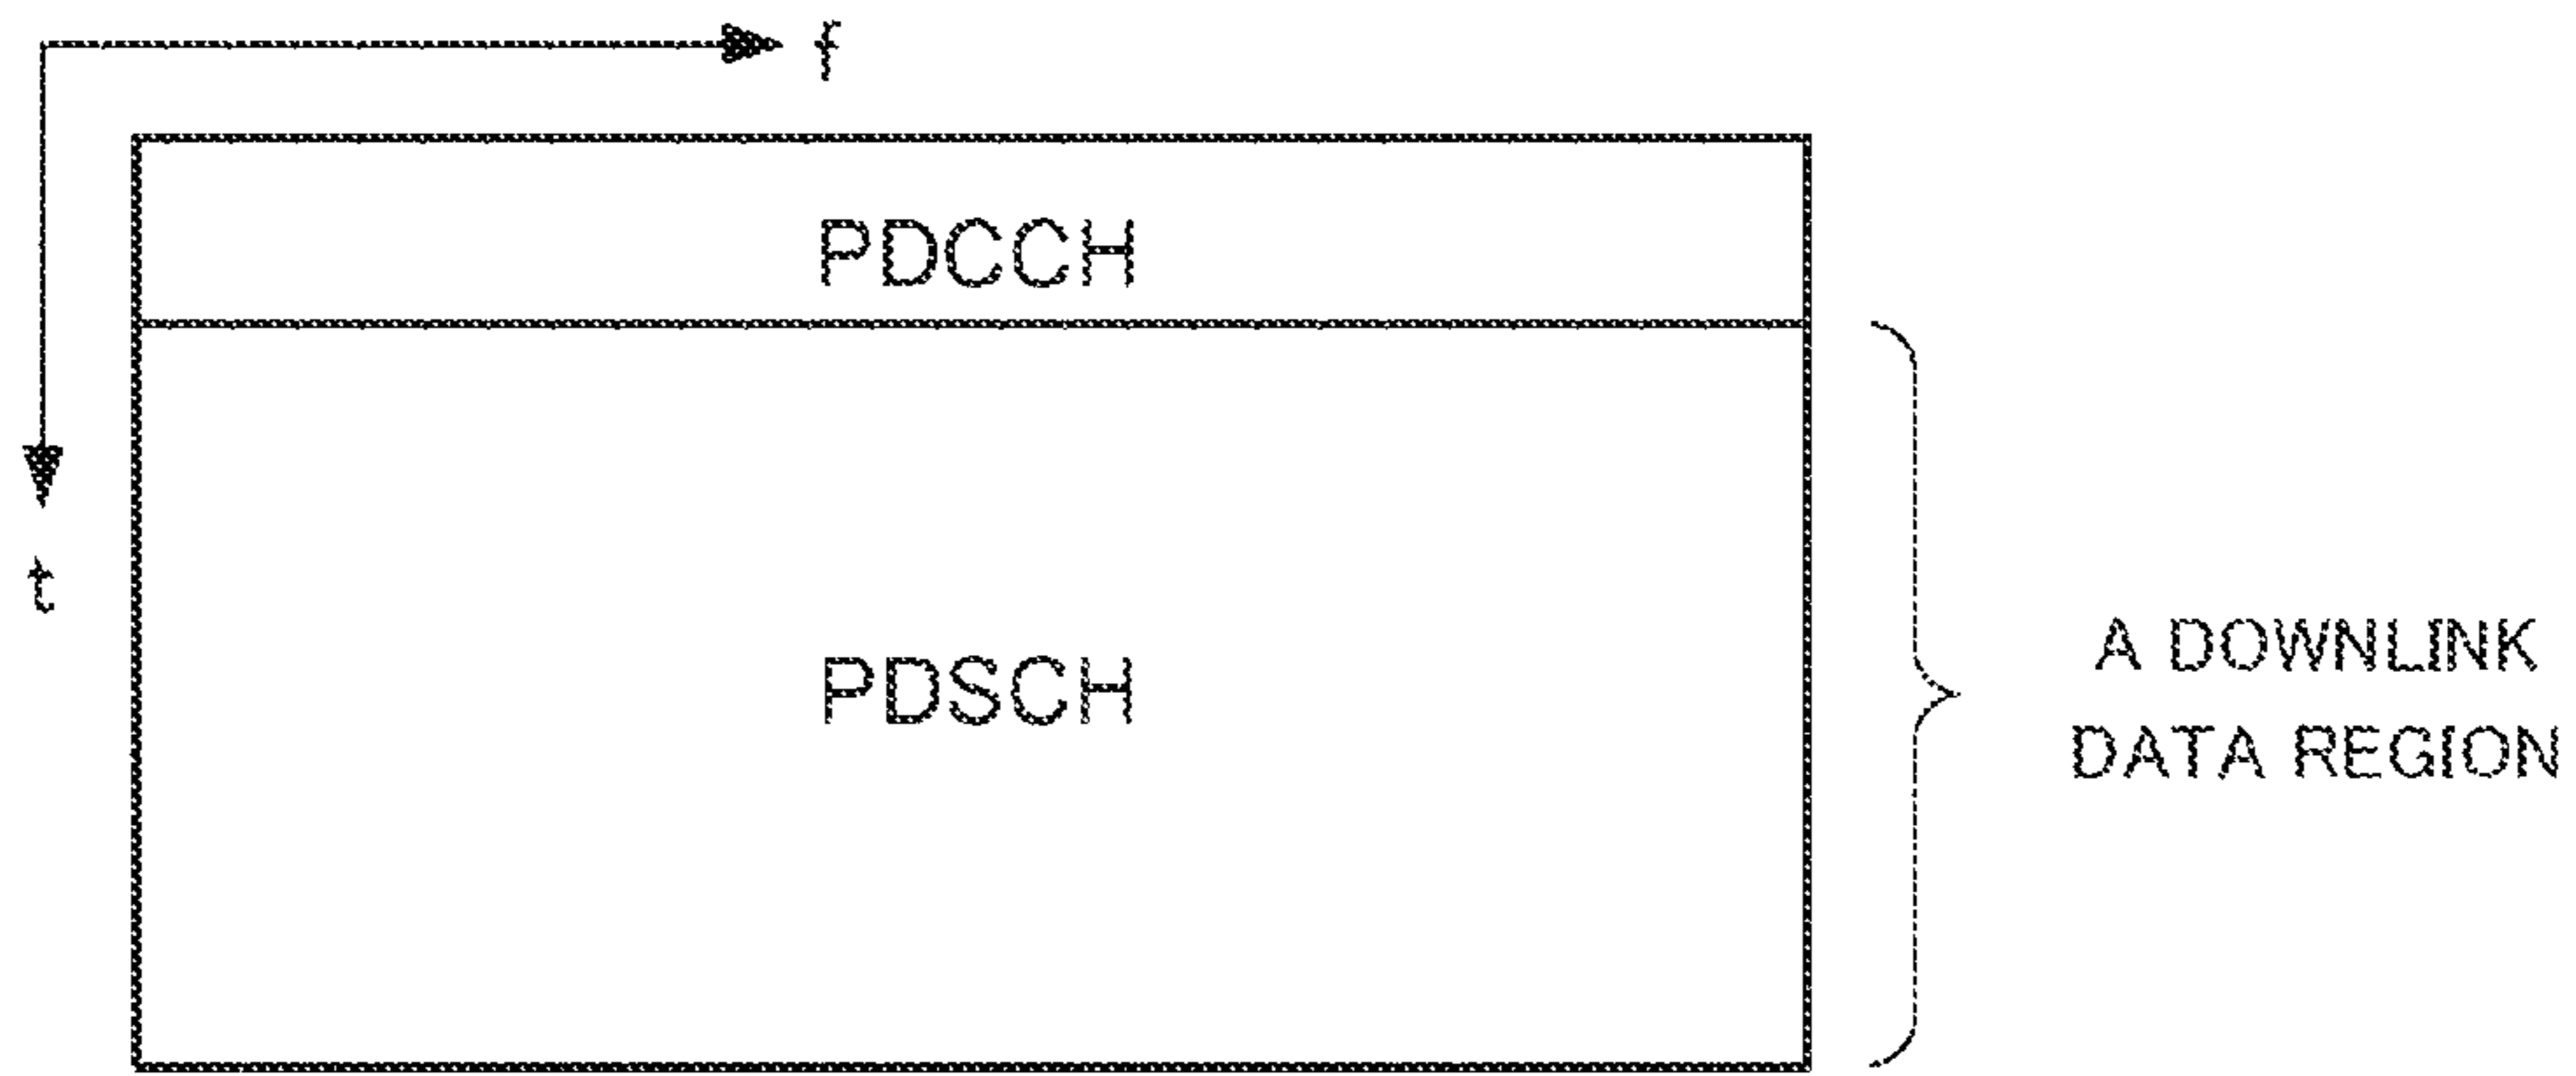 f
PDCCH
t
PDSCH
A DOWNLINK
DATA REGION